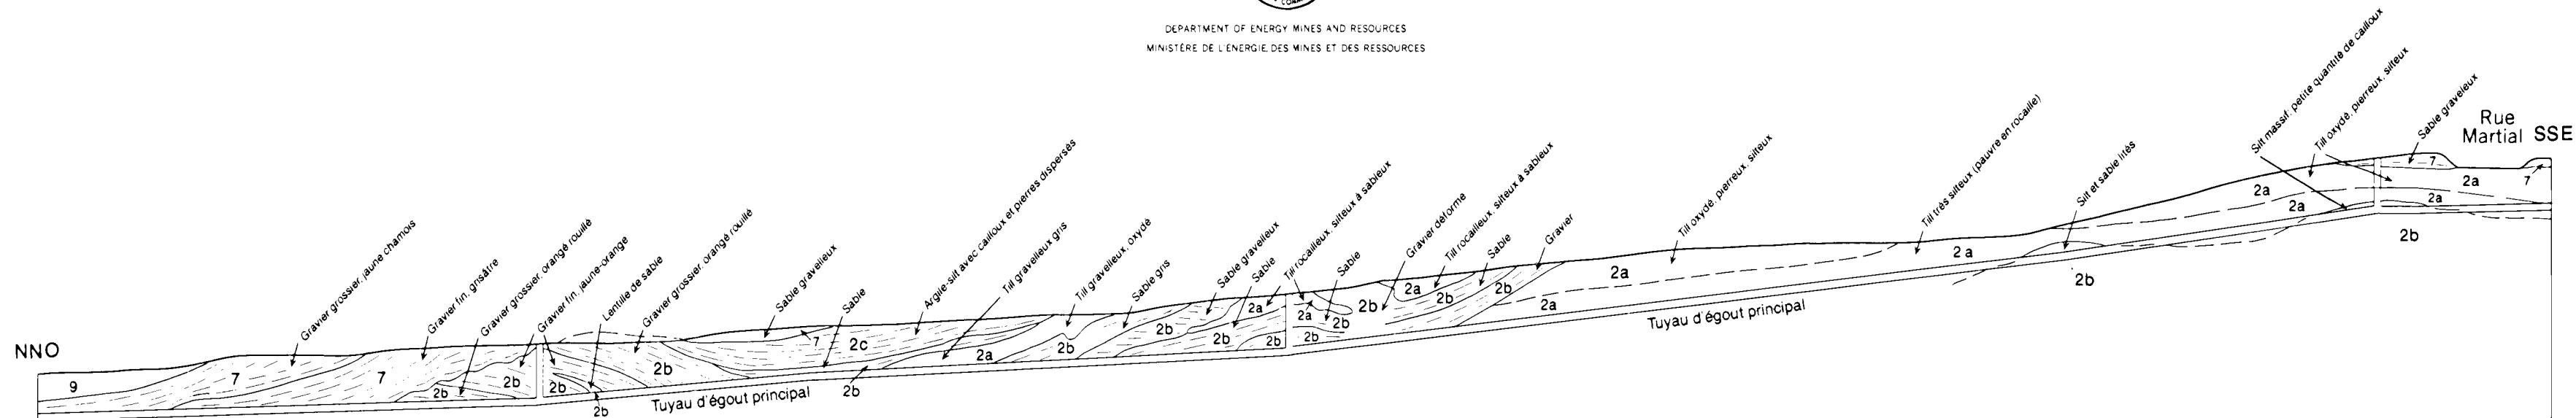 DEPARTMENT OF ENERGY MINES AND RESOURCES
MINISTÈRE DE L'ÉNERGIE, DES MINES ET DES RESSOURCES
NNO
Gravier grossier, jaune chamois
Gravier fin, grisâtre
Gravier grossier, orangé rouillé
Gravier fin, jaune-orange
Lentille de sable
Gravier grossier, orangé rouillé
Sable gravelieux
Sable
Argile-silt avec cailloux et pierres dispersés
Till gravelleux gris
Till graveleux, oxydé
Sable gris
Sable gravelleux
Sable
Till rocailleux, silteux à sableux
Sable
Gravier déformé
Till rocailleux, silteux à sableux
Sable
Gravier
Till oxydé, pierreux, silteux
Till très silteux (pauvre en rocaille)
Silt et sable lités
Silt massif, petite quantité de cailloux
Till oxydé, pierreux, silteux
Sable graveleux
Rue
Martial SSE
9
7
7
2b
2b
2b
2b
2b
7
2c
2b
2a
2b
2b
2b
2a
2b
2a
2b
2b
2b
2a
2b
2b
2a
2a
2a
2b
2a
2a
7
2a
2a
7
2b
Tuyau d'égout principal
Tuyau d'égout principal